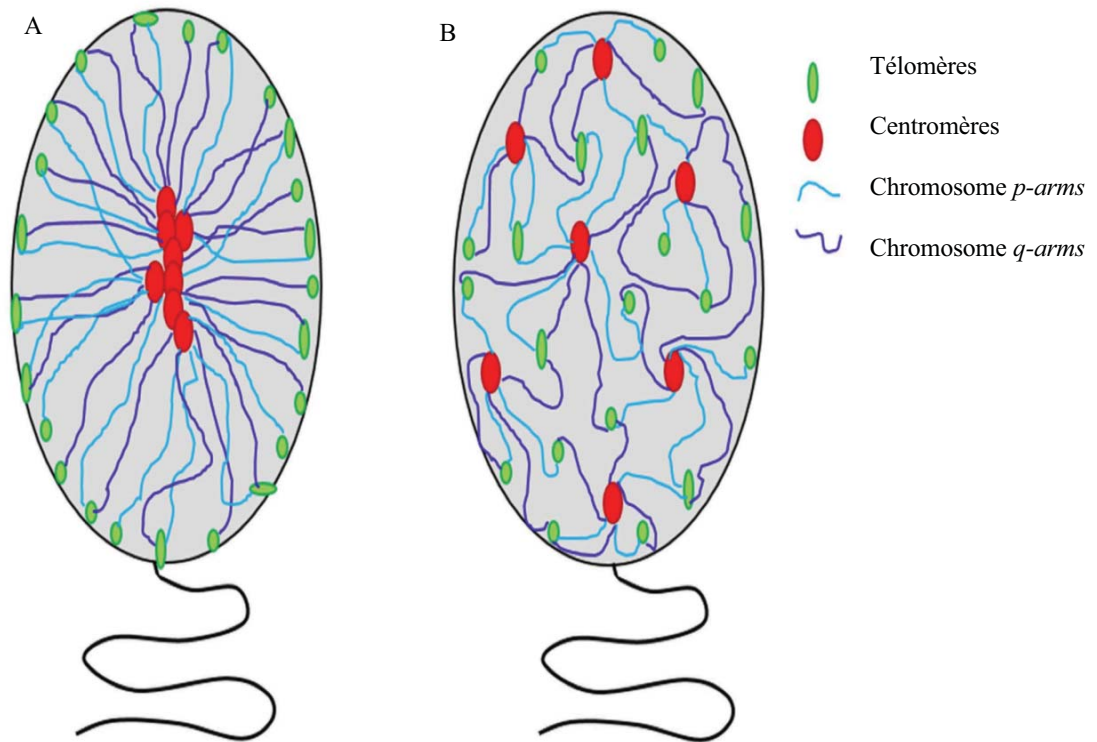 A
B
Télomères
Centromères
Chromosome p-arms
Chromosome q-arms